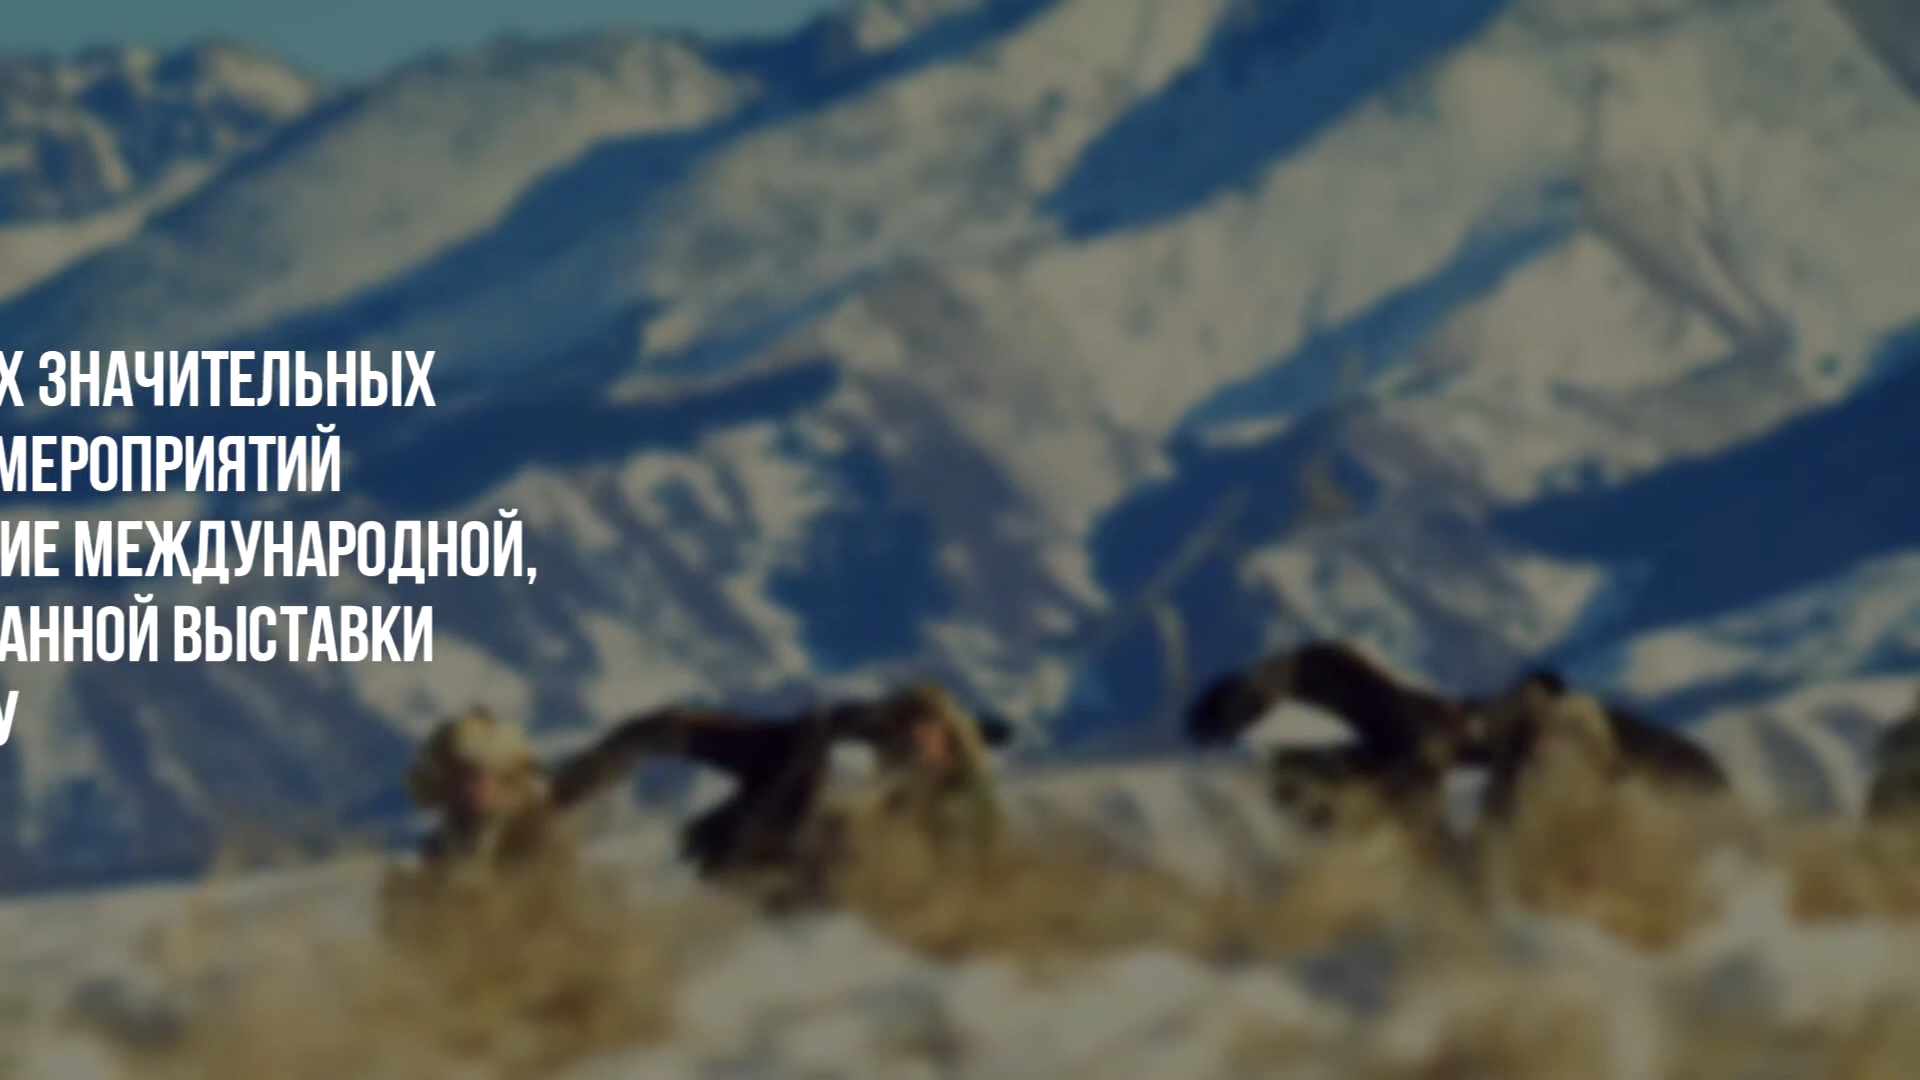 Х ЗНАЧИТЕЛЬНЫХ
МЕРОПРИЯТИЙ
ИЕ МЕЖДУНАРОДНОЙ,
АННОЙ ВЫСТАВКИ
У